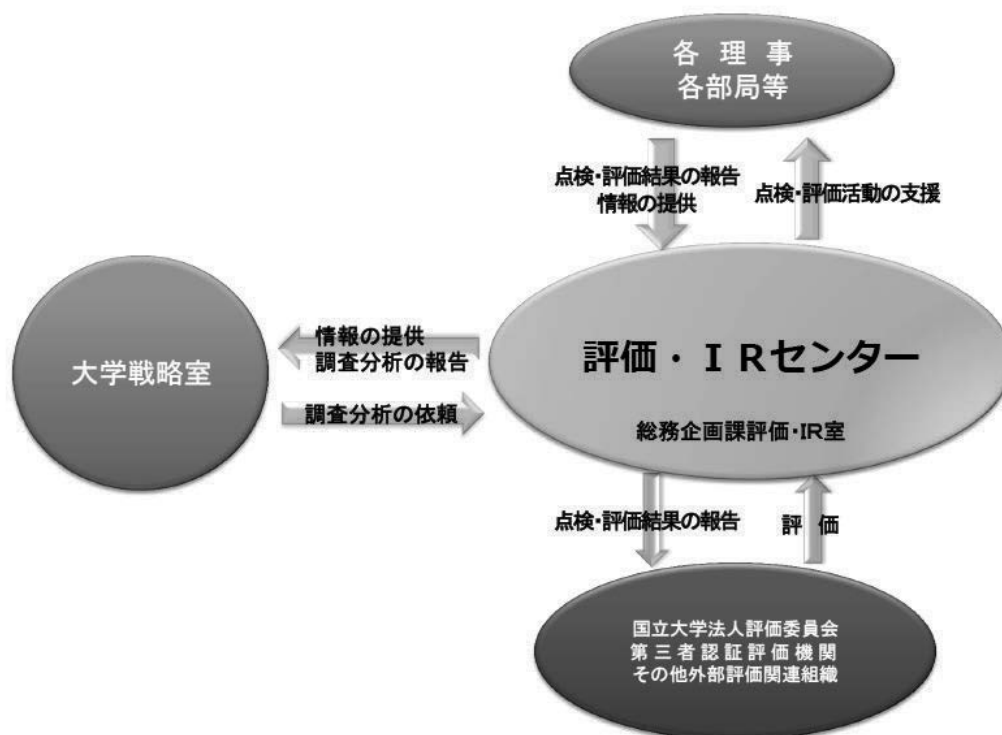 各 理 事
各部局等
点検・評価結果の報告
情報の提供
点検・評価活動の支援
大学戦略室
情報の提供
調査分析の報告
調査分析の依頼
評価・ＩＲセンター
総務企画課評価・IR室
点検・評価結果の報告
評 価
国立大学法人評価委員会
第 三 者 認 証 評 価 機 関
その他外部評価関連組織